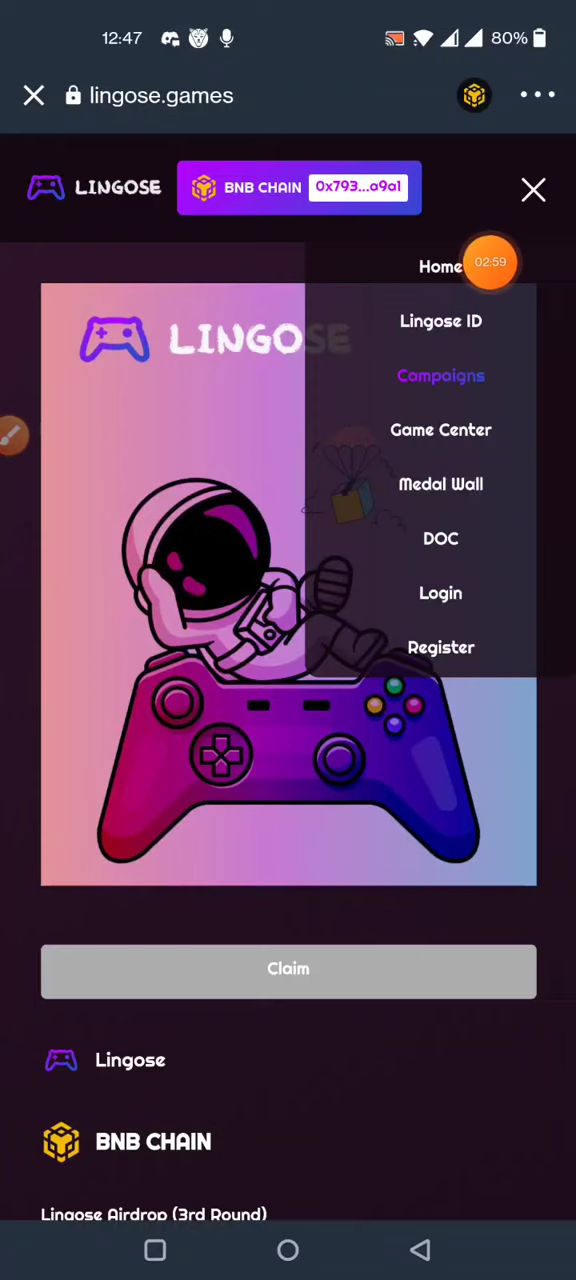 12:47
80%
lingose.games
LINGOSE
BNB CHAIN 0x793...a9a1
Home
02:59
LINGOSE
Lingose ID
Campaigns
Game Center
Medal Wall
DOC
Login
Register
Claim
Lingose
BNB CHAIN
Lingose Airdrop (3rd Round)